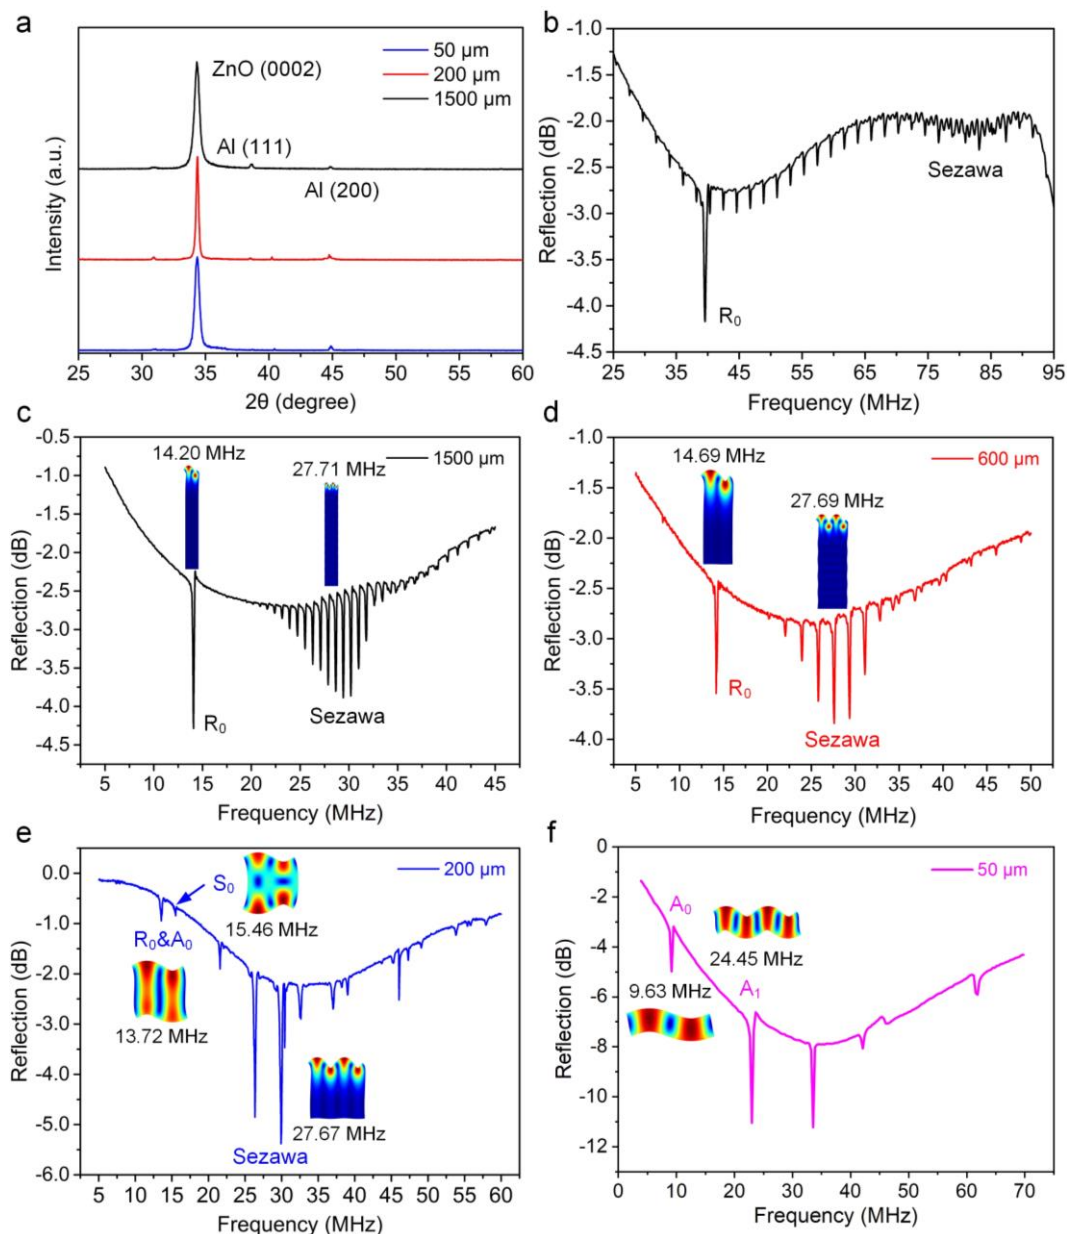 a
50 μm
200 μm
1500 μm
ZnO (0002)
Al (111)
Al (200)
Intensity (a.u.)
25 30 35 40 45 50 55 60
2θ (degree)
b
-1.0
-1.5
-2.0
-2.5
-3.0
-3.5
-4.0
-4.5
Reflection (dB)
Sezawa
R₀
25 35 45 55 65 75 85 95
Frequency (MHz)
c
-0.5
-1.0
-1.5
-2.0
-2.5
-3.0
-3.5
-4.0
-4.5
Reflection (dB)
14.20 MHz
27.71 MHz
1500 μm
R₀
Sezawa
5 10 15 20 25 30 35 40 45
Frequency (MHz)
d
-1.0
-1.5
-2.0
-2.5
-3.0
-3.5
-4.0
Reflection (dB)
14.69 MHz
600 μm
27.69 MHz
R₀
Sezawa
5 10 15 20 25 30 35 40 45 50
Frequency (MHz)
e
0.0
-1.0
-2.0
-3.0
-4.0
-5.0
-6.0
Reflection (dB)
200 μm
S₀
15.46 MHz
R₀&A₀
13.72 MHz
27.67 MHz
Sezawa
5 10 15 20 25 30 35 40 45 50 55 60
Frequency (MHz)
f
0
-2
-4
-6
-8
-10
-12
Reflection (dB)
50 μm
A₀
24.45 MHz
9.63 MHz
A₁
0 10 20 30 40 50 60 70
Frequency (MHz)